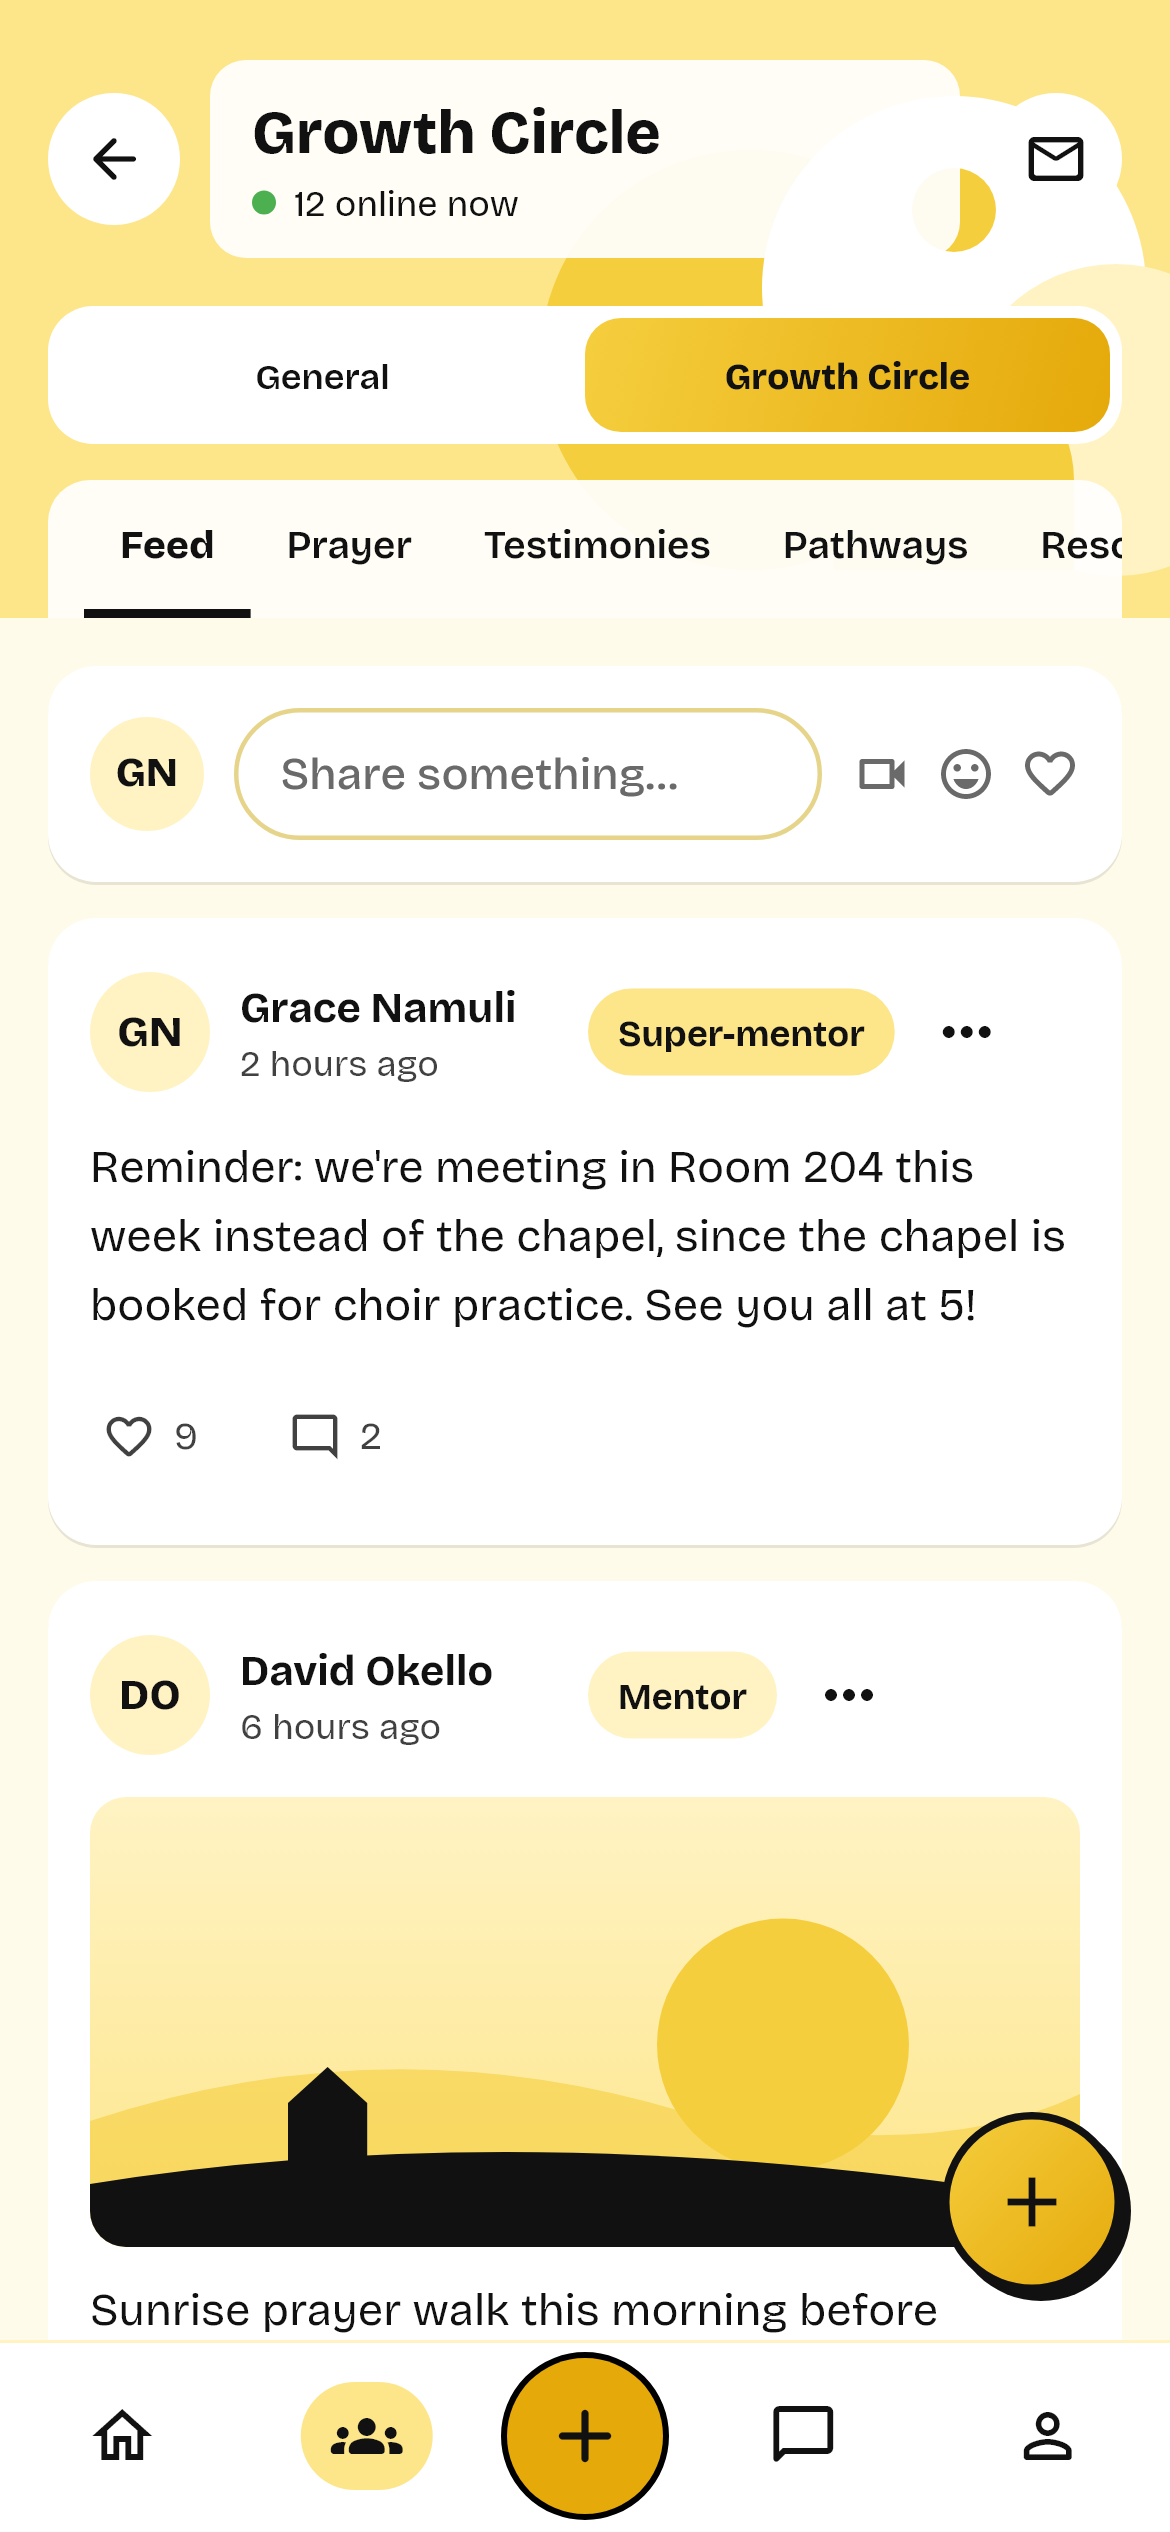 Growth Circle
12 online now
General
Growth Circle
Feed
Prayer
Testimonies
Pathways
GN
Share something...
GN
Grace Namuli
2 hours ago
Super-mentor
Reminder: we're meeting in Room 204 this
week instead of the chapel, since the chapel is
booked for choir practice. See you all at 5!
9
2
DO
David Okello
6 hours ago
Mentor
Sunrise prayer walk this morning before